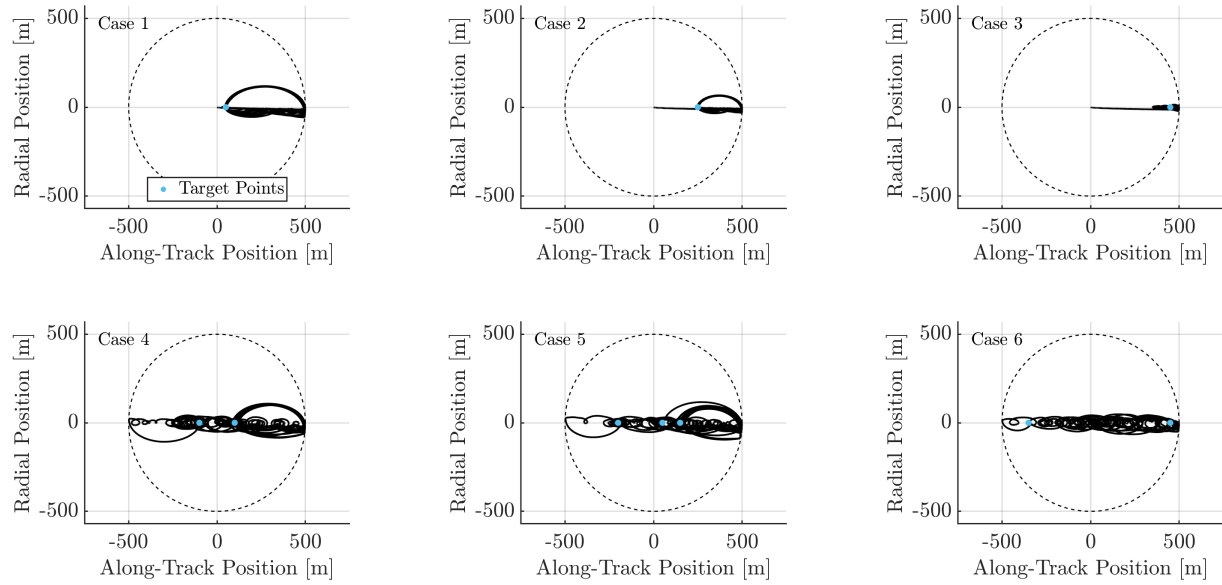 Case 1
500
0
-500
Radial Position [m]
Target Points
-500 0 500
Along-Track Position [m]
Case 2
500
0
-500
Radial Position [m]
-500 0 500
Along-Track Position [m]
Case 3
500
0
-500
Radial Position [m]
-500 0 500
Along-Track Position [m]
Case 4
500
0
-500
Radial Position [m]
-500 0 500
Along-Track Position [m]
Case 5
500
0
-500
Radial Position [m]
-500 0 500
Along-Track Position [m]
Case 6
500
0
-500
Radial Position [m]
-500 0 500
Along-Track Position [m]